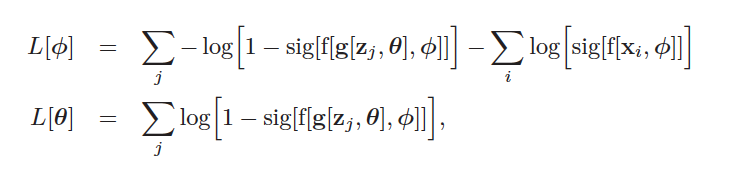 L[ϕ] = ∑_j − log[1 − sig[f[g[z_j, θ], ϕ]]] − ∑_i log[sig[f[x_i, ϕ]]]
L[θ] = ∑_j log[1 − sig[f[g[z_j, θ], ϕ]]],